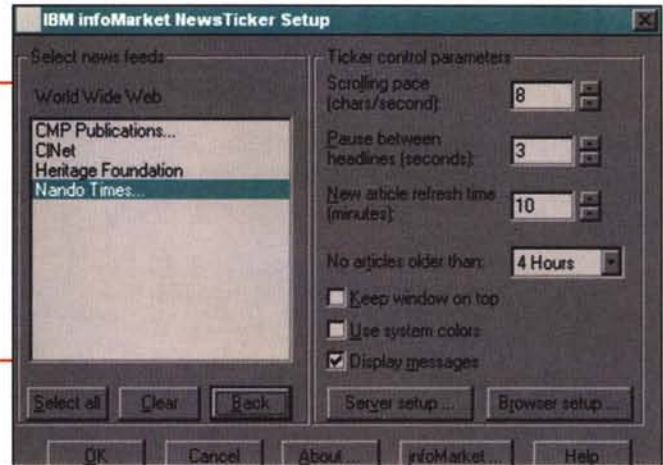 IBM infoMarket NewsTicker Setup
Select news feeds
World Wide Web
CMP Publications...
C|Net
Heritage Foundation
Nando Times...
Select all
Clear
Back
Ticker control parameters
Scrolling pace
(chars/second):
8
Pause between
headlines (seconds):
3
New article refresh time
(minutes):
10
No articles older than:
4 Hours
Keep window on top
Use system colors
Display messages
Server setup ...
Browser setup ...
OK
Cancel
About ...
infoMarket ...
Help